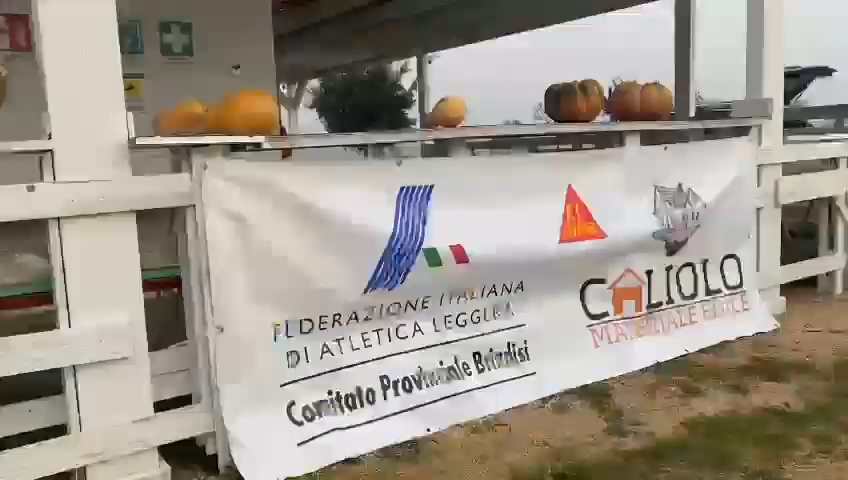 FEDERAZIONE ITALIANA
DI ATLETICA LEGGERA
Comitato Provinciale Brindisi
CALIOLO
MATERIALE EDILE